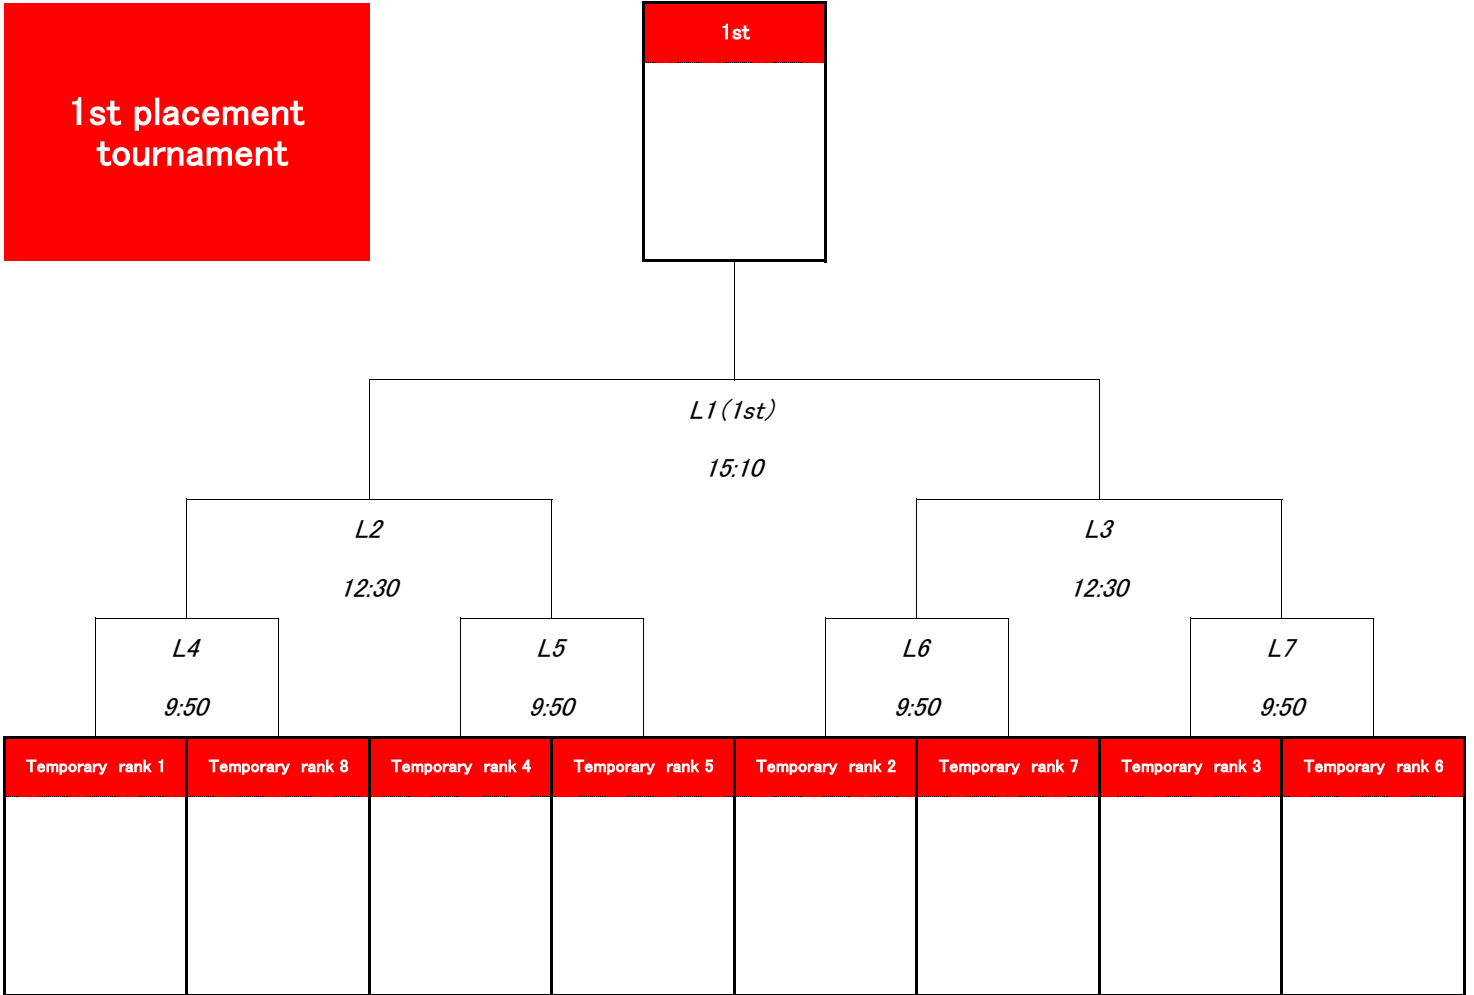 1st
1st placement
tournament
L1(1st)
15:10
L2
L3
12:30
12:30
L4
L5
L6
L7
9:50
9:50
9:50
9:50
Temporary rank 1
Temporary rank 8
Temporary rank 4
Temporary rank 5
Temporary rank 2
Temporary rank 7
Temporary rank 3
Temporary rank 6